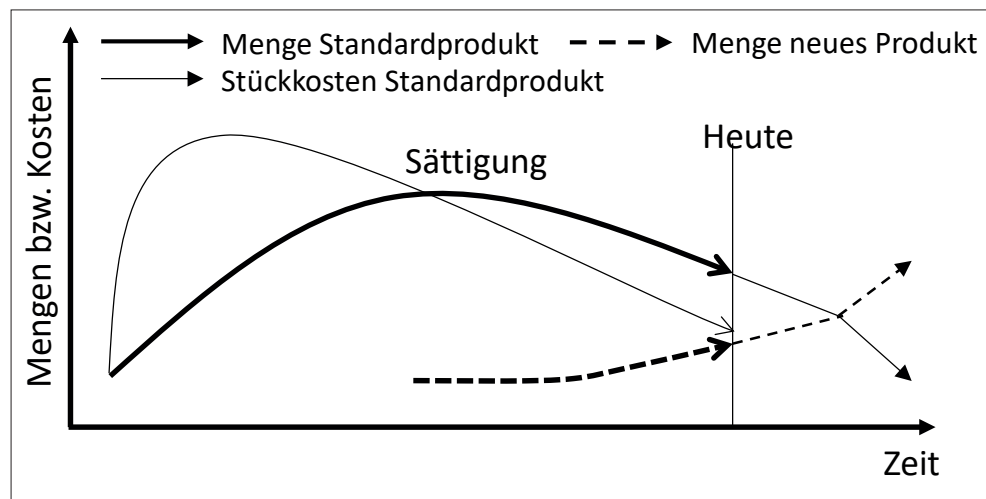 Menge Standardprodukt
Menge neues Produkt
Stückkosten Standardprodukt
Mengen bzw. Kosten
Sättigung
Heute
Zeit